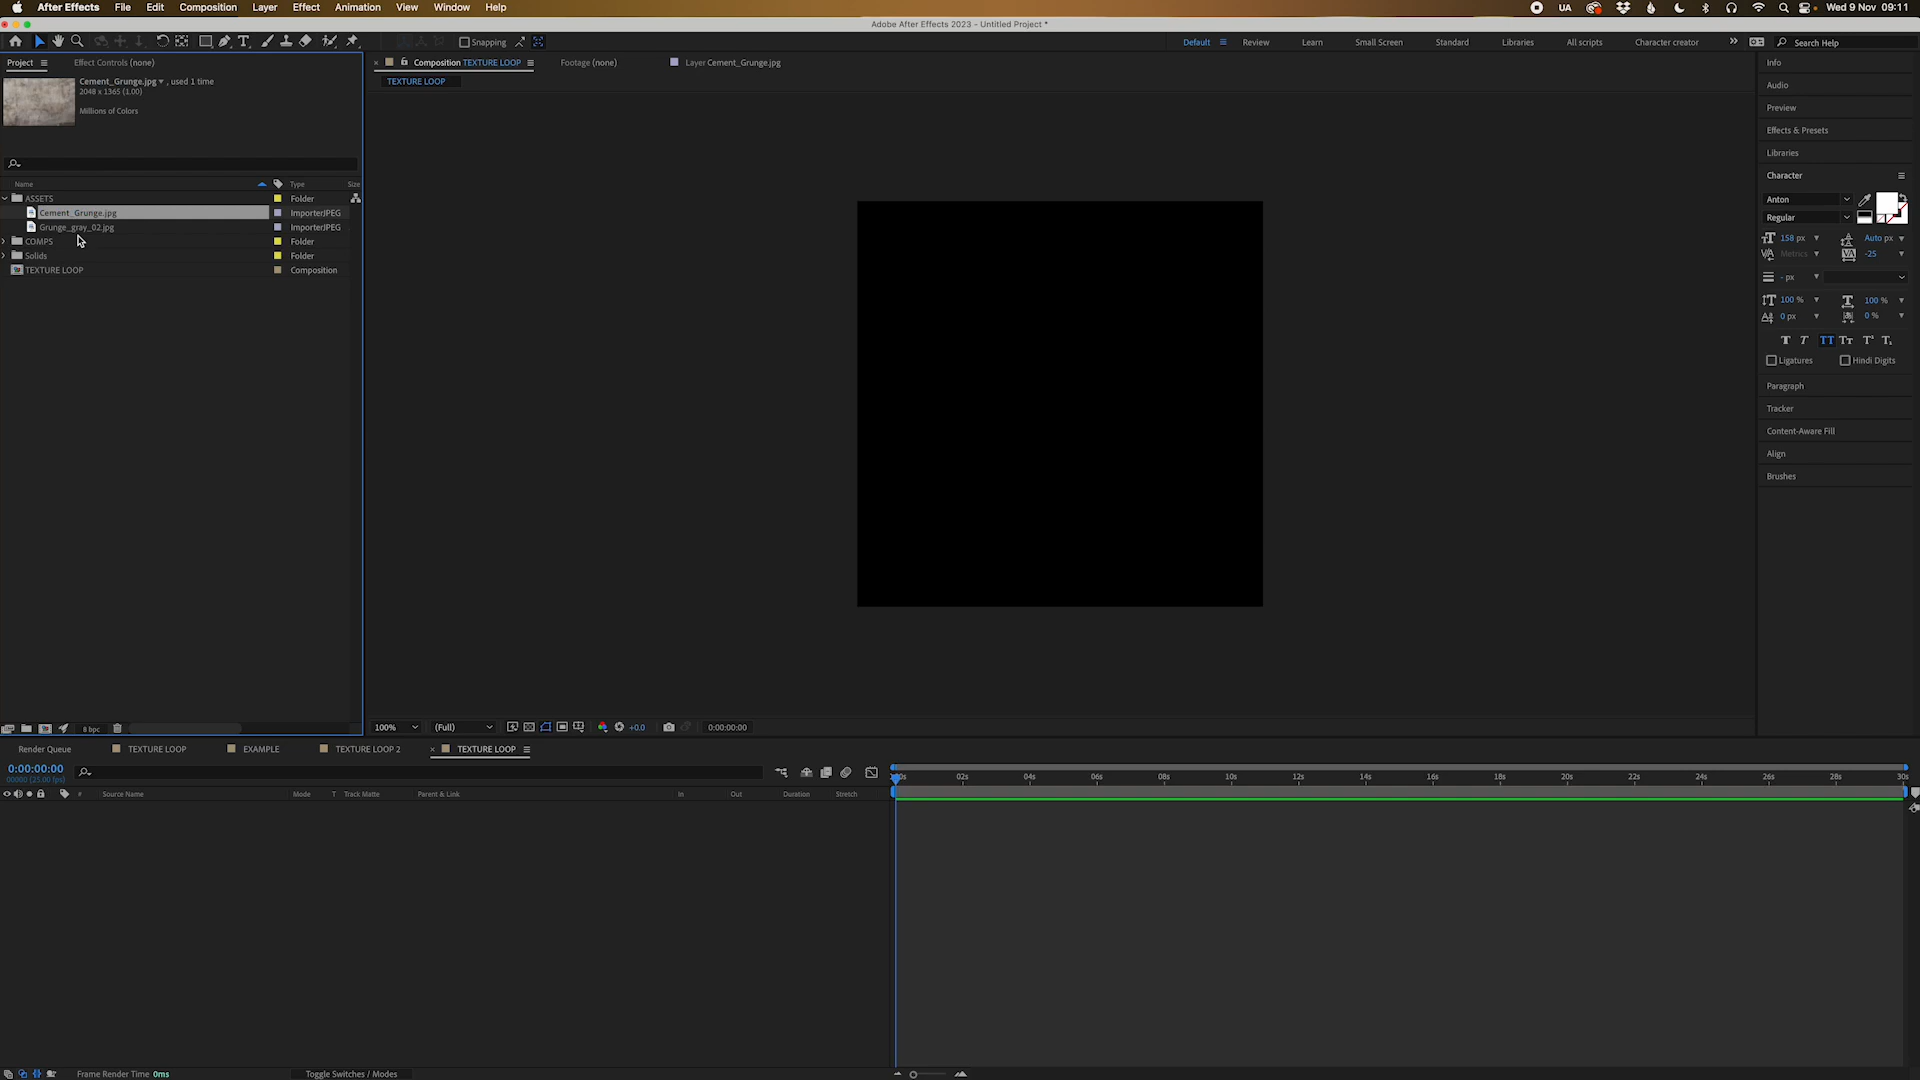 After Effects File Edit Composition Layer Effect Animation View Window Help UA Wed 9 Nov 09:11
Adobe After Effects 2023 - Untitled Project *
Snapping Default Review Learn Small Screen Standard Libraries All scripts Character creator Search Help
Project Effect Controls (none) Composition TEXTURE LOOP Footage (none) Layer Cement_Grunge.jpg Info
TEXTURE LOOP
Cement_Grunge.jpg , used 1 time
2048 x 1365 (1.00)
Millions of Colors
Audio
Preview
Effects & Presets
Libraries
Character
Name Type Size
ASSETS Folder
Cement_Grunge.jpg ImporterJPEG
Grunge_gray_02.jpg ImporterJPEG
COMPS Folder
Solids Folder
TEXTURE LOOP Composition
Anton
Regular
158 px Auto px
Metrics -25
- px
100 % 100 %
0 px 0 %
T T TT Tr T T
Ligatures Hindi Digits
Paragraph
Tracker
Content-Aware Fill
Align
Brushes
8 bpc 100% (Full) +0.0 0:00:00:00
Render Queue TEXTURE LOOP EXAMPLE TEXTURE LOOP 2 TEXTURE LOOP
0:00:00:00
00000 (25.00 fps)
02s 04s 06s 08s 10s 12s 14s 16s 18s 20s 22s 24s 26s 28s 30s
# Source Name Mode T Track Matte Parent & Link In Out Duration Stretch
Frame Render Time 0ms Toggle Switches / Modes